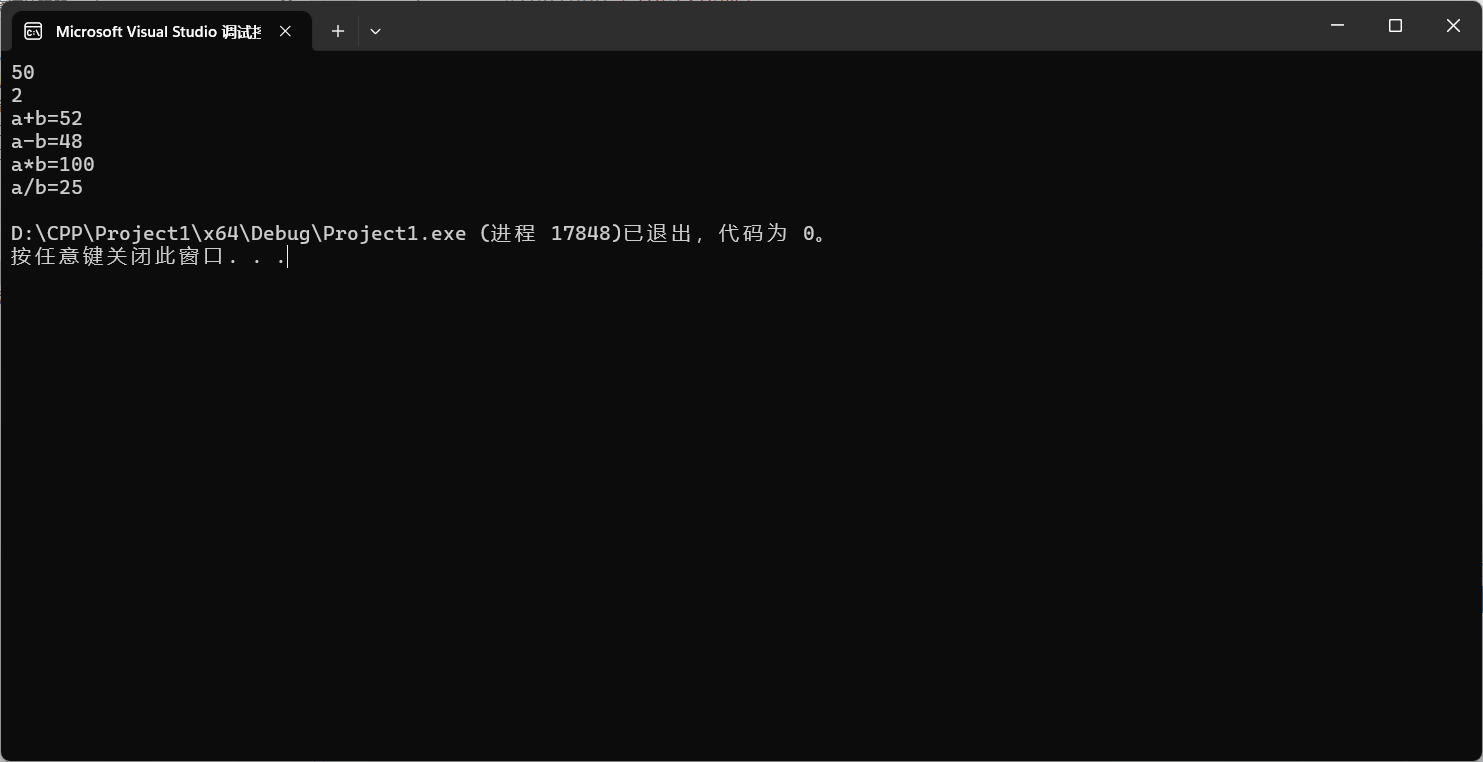 Microsoft Visual Studio 调试
50
2
a+b=52
a-b=48
a*b=100
a/b=25
D:\CPP\Project1\x64\Debug\Project1.exe (进程 17848)已退出，代码为 0。
按任意键关闭此窗口. . .